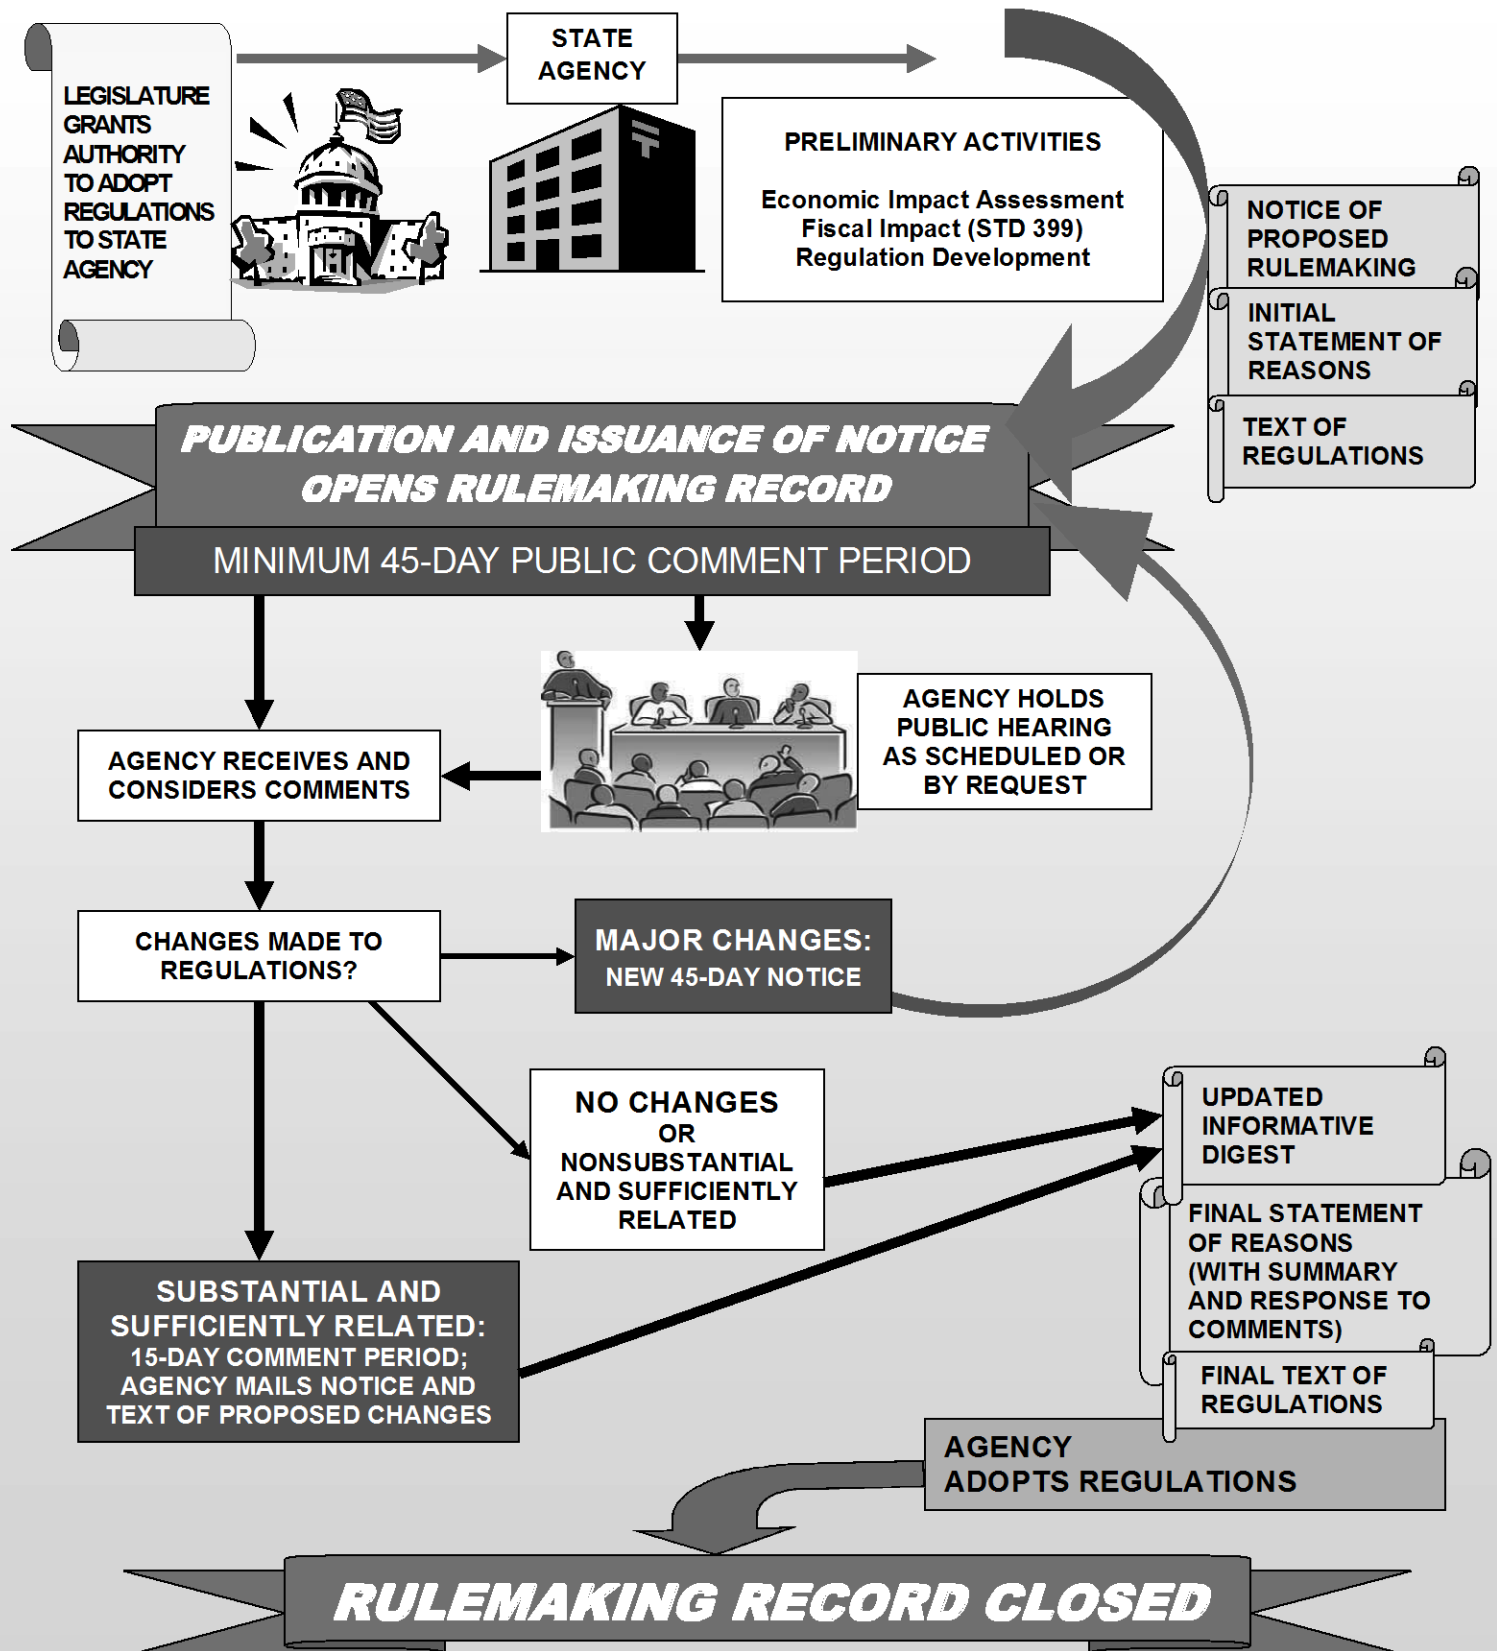 LEGISLATURE
GRANTS
AUTHORITY
TO ADOPT
REGULATIONS
TO STATE
AGENCY
STATE
AGENCY
PRELIMINARY ACTIVITIES
Economic Impact Assessment
Fiscal Impact (STD 399)
Regulation Development
NOTICE OF
PROPOSED
RULEMAKING
INITIAL
STATEMENT OF
REASONS
TEXT OF
REGULATIONS
PUBLICATION AND ISSUANCE OF NOTICE
OPENS RULEMAKING RECORD
MINIMUM 45-DAY PUBLIC COMMENT PERIOD
AGENCY HOLDS
PUBLIC HEARING
AS SCHEDULED OR
BY REQUEST
AGENCY RECEIVES AND
CONSIDERS COMMENTS
CHANGES MADE TO
REGULATIONS?
MAJOR CHANGES:
NEW 45-DAY NOTICE
NO CHANGES
OR
NONSUBSTANTIAL
AND SUFFICIENTLY
RELATED
SUBSTANTIAL AND
SUFFICIENTLY RELATED:
15-DAY COMMENT PERIOD;
AGENCY MAILS NOTICE AND
TEXT OF PROPOSED CHANGES
UPDATED
INFORMATIVE
DIGEST
FINAL STATEMENT
OF REASONS
(WITH SUMMARY
AND RESPONSE TO
COMMENTS)
FINAL TEXT OF
REGULATIONS
AGENCY
ADOPTS REGULATIONS
RULEMAKING RECORD CLOSED